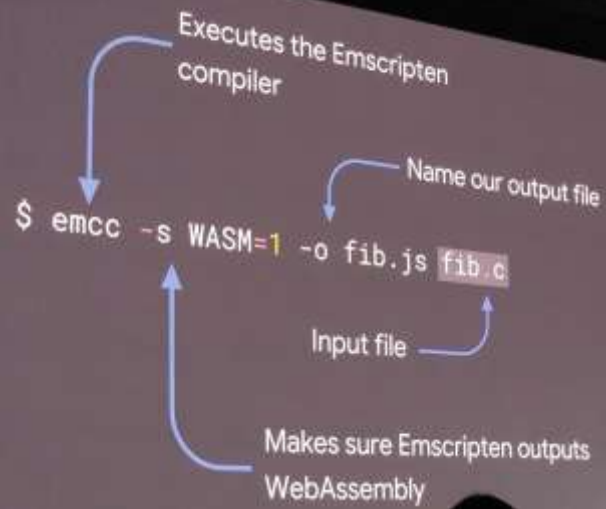 Executes the Emscripten
compiler
Name our output file
$ emcc -s WASM=1 -o fib.js fib.c
Input file
Makes sure Emscripten outputs
WebAssembly